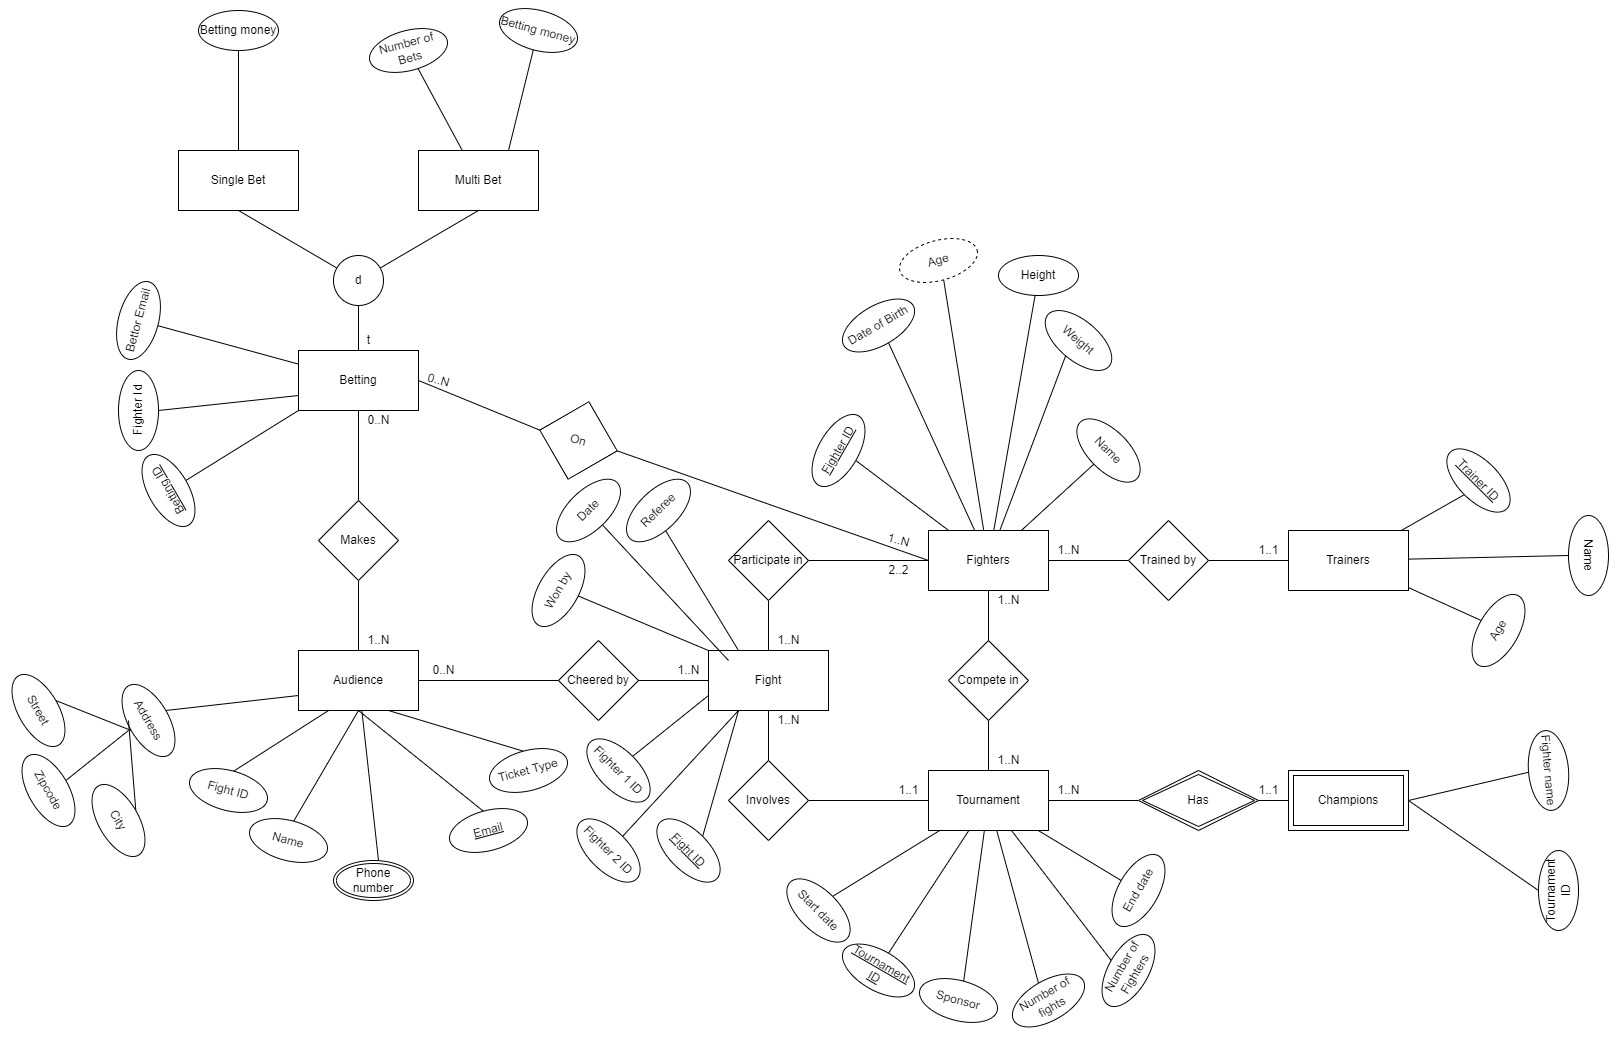 Betting money
Number of
Bets
Betting money
Single Bet
Multi Bet
d
t
Bettor Email
Fighter Id
Betting ID
Betting
0..N
0..N
On
Makes
1..N
Audience
0..N
Cheered by
1..N
Address
Street
Zipcode
City
Fight ID
Name
Phone
number
Email
Ticket Type
Date
Referee
Won by
Fight
Participate in
1..N
2..2
1..N
Fighter 1 ID
Fighter 2 ID
Fight ID
1..N
Involves
1..1
Age
Height
Date of Birth
Weight
Fighter ID
Name
Fighters
1..N
Trained by
1..1
Trainers
Trainer ID
Name
Age
1..N
Compete in
1..N
Tournament
1..N
Has
1..1
Champions
Fighter name
Tournament
ID
Start date
Tournament
ID
Sponsor
Number of
fights
Number of
Fighters
End date